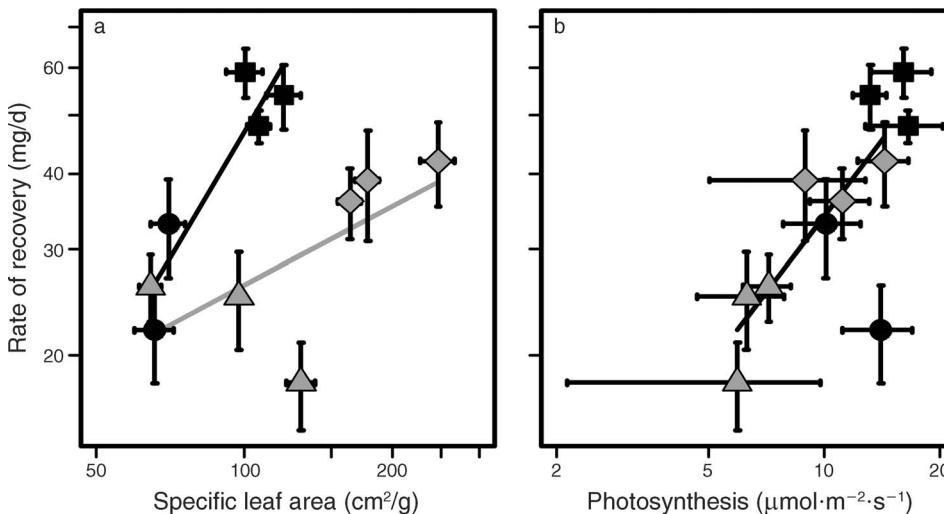 a
b
60
40
30
20
Rate of recovery (mg/d)
50
100
200
2
5
10
20
Specific leaf area (cm²/g)
Photosynthesis (μmol·m⁻²·s⁻¹)